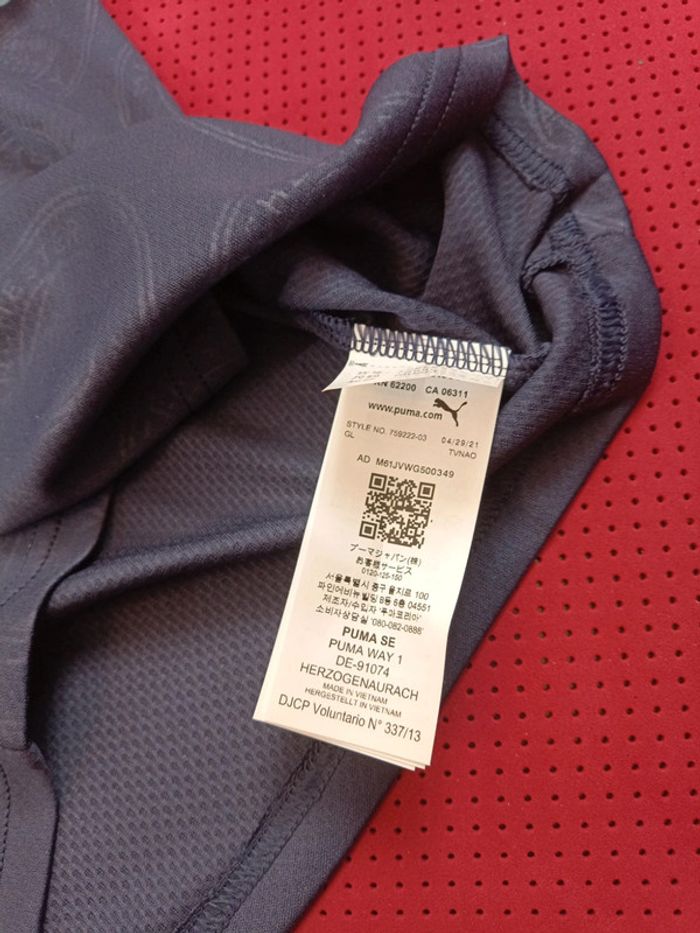 RN 62200 CA 06311
www.puma.com
STYLE NO. 759222-03 04/29/21
GL TVNAO
AD M61JVWG500349
プーマジャパン(株)
お客様サービス
0120-125-150
서울특별시 중구 을지로 100
파인에비뉴빌딩 B동 6층 04551
제조자/수입자 '푸마코리아'
소비자상담실 '080-082-0888'
PUMA SE
PUMA WAY 1
DE-91074
HERZOGENAURACH
MADE IN VIETNAM
HERGESTELLT IN VIETNAM
DJCP Voluntario N° 337/13